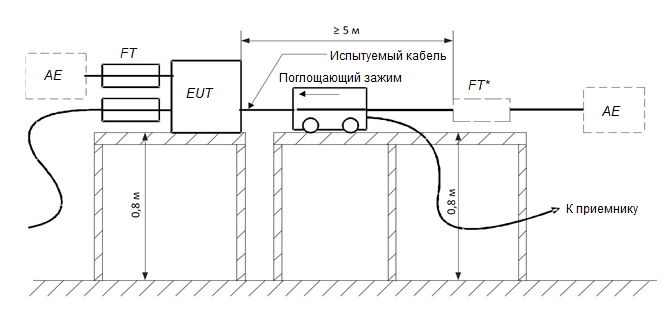 ≥ 5 м
Испытуемый кабель
FT
Поглощающий зажим
FT*
AE
EUT
AE
0,8 м
0,8 м
К приемнику